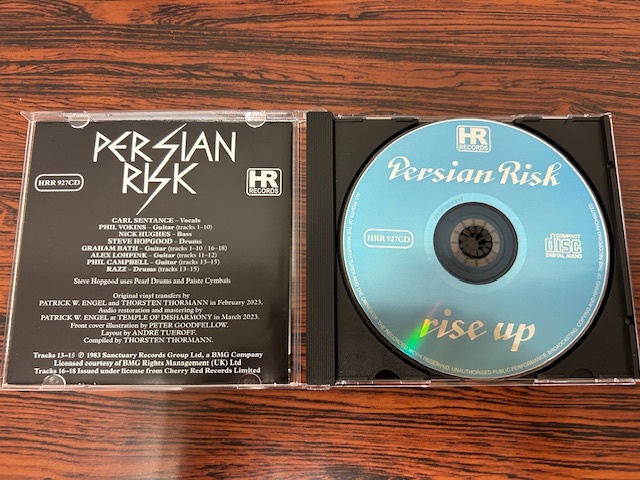 PERSIAN
RISK
HRR 927CD
HR
RECORDS
CARL SENTANCE – Vocals
PHIL VOKINS – Guitar (tracks 1–10)
NICK HUGHES – Bass
STEVE HOPGOOD – Drums
GRAHAM BATH – Guitar (tracks 1–10 / 16–18)
ALEX LOHFINK – Guitar (tracks 11–12)
PHIL CAMPBELL – Guitar (tracks 13–15)
RAZZ – Drums (tracks 13–15)
Steve Hopgood uses Pearl Drums and Paiste Cymbals
Original vinyl transfers by
PATRICK W. ENGEL and THORSTEN THORMANN in February 2023.
Audio restoration and mastering by
PATRICK W. ENGEL at TEMPLE OF DISHARMONY in March 2023.
Front cover illustration by PETER GOODFELLOW.
Layout by ANDRÉ TUEROFF.
Compiled by THORSTEN THORMANN.
Tracks 13–15 ℗ 1983 Sanctuary Records Group Ltd, a BMG Company
Licensed courtesy of BMG Rights Management (UK) Ltd
Tracks 16–18 Issued under license from Cherry Red Records Limited
HR
RECORDS
Persian Risk
HRR 927CD
COMPACT
disc
DIGITAL AUDIO
rise up
UNAUTHORISED PUBLIC PERFORMANCE, BROADCASTING